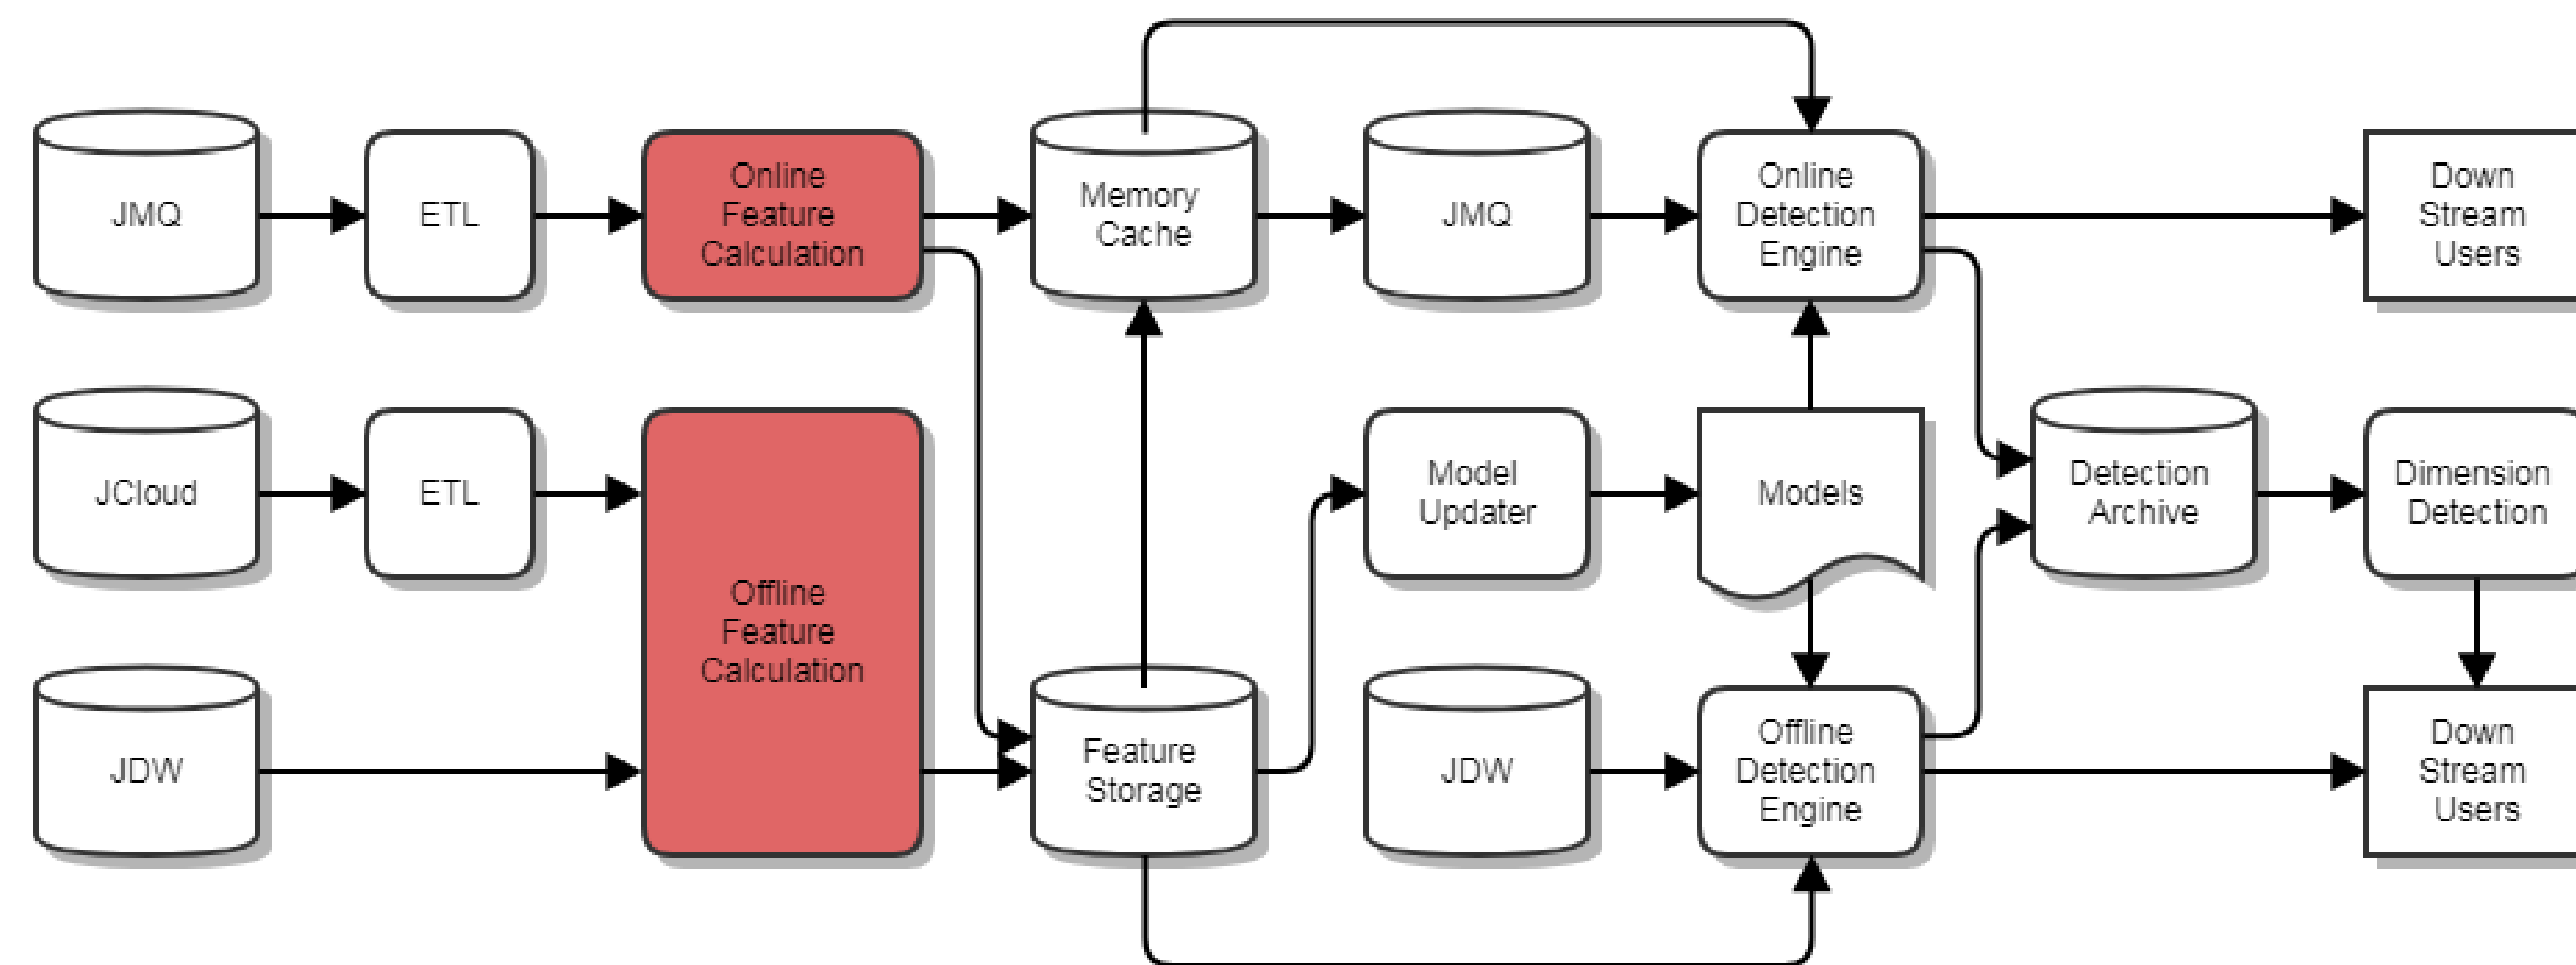 JMQ
ETL
Online
Feature
Calculation
Memory
Cache
JMQ
Online
Detection
Engine
Down
Stream
Users
JCloud
ETL
Offline
Feature
Calculation
Model
Updater
Models
Detection
Archive
Dimension
Detection
JDW
Feature
Storage
JDW
Offline
Detection
Engine
Down
Stream
Users